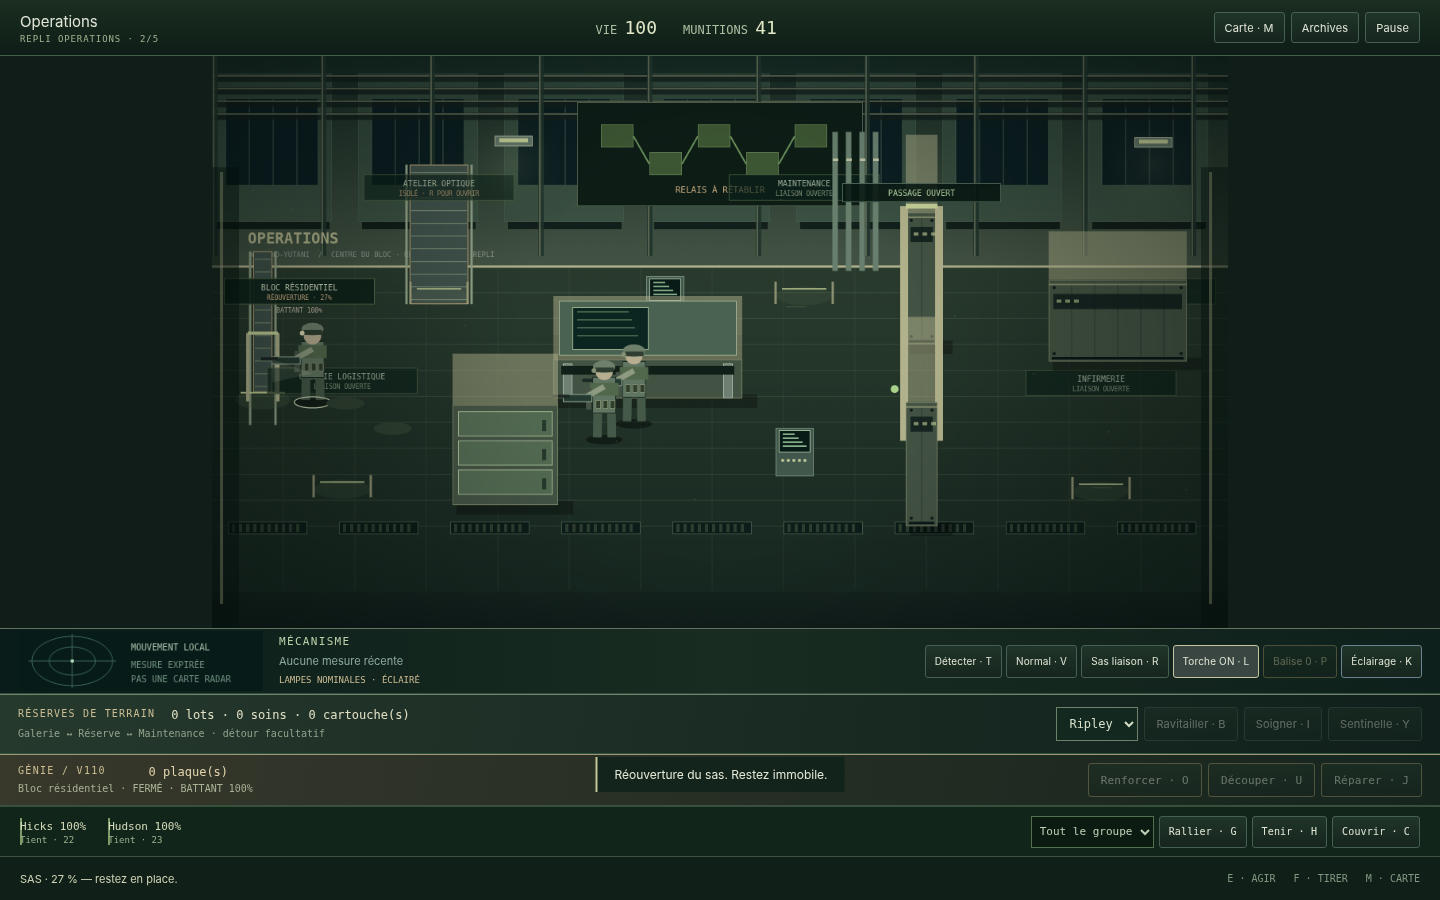 Operations
REPLI OPERATIONS · 2/5
VIE 100 MUNITIONS 41
Carte · M
Archives
Pause
ATELIER OPTIQUE
ISOLÉ · R POUR OUVRIR
RELAIS À RÉTABLIR
MAINTENANCE
LIAISON OUVERTE
PASSAGE OUVERT
OPERATIONS
CENTRE DU BLOC
REPLI
BLOC RÉSIDENTIEL
RÉOUVERTURE · 27%
BATTANT 100%
LOGISTIQUE
OUVERTE
INFIRMERIE
LIAISON OUVERTE
MOUVEMENT LOCAL
MESURE EXPIRÉE
PAS UNE CARTE RADAR
MÉCANISME
Aucune mesure récente
LAMPES NOMINALES · ÉCLAIRÉ
Détecter · T
Normal · V
Sas liaison · R
Torche ON · L
Balise 0 · P
Éclairage · K
RÉSERVES DE TERRAIN 0 lots · 0 soins · 0 cartouche(s)
Galerie ↔ Réserve ↔ Maintenance · détour facultatif
Ripley
Ravitailler · B
Soigner · I
Sentinelle · Y
GÉNIE / V110 0 plaque(s)
Bloc résidentiel · FERMÉ · BATTANT 100%
Réouverture du sas. Restez immobile.
Renforcer · O
Découper · U
Réparer · J
Hicks 100%
Tient · 22
Hudson 100%
Tient · 23
Tout le groupe
Rallier · G
Tenir · H
Couvrir · C
SAS · 27 % — restez en place.
E · AGIR F · TIRER M · CARTE